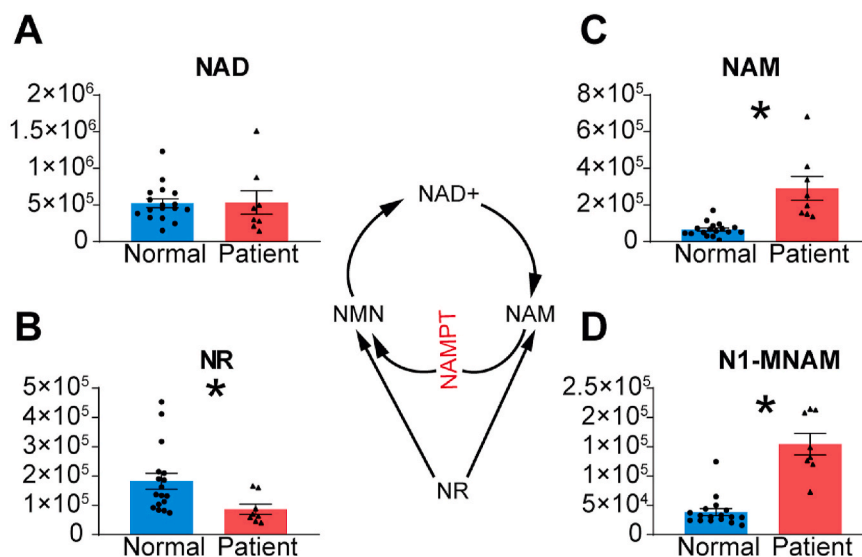 A
NAD
2×10⁶
1.5×10⁶
1×10⁶
5×10⁵
0
Normal Patient
B
NR
*
5×10⁵
4×10⁵
3×10⁵
2×10⁵
1×10⁵
0
Normal Patient
NAD+
NMN
NAM
NAMPT
NR
C
NAM
*
8×10⁵
6×10⁵
4×10⁵
2×10⁵
0
Normal Patient
D
N1-MNAM
*
2.5×10⁵
2×10⁵
1×10⁵
5×10⁴
0
Normal Patient